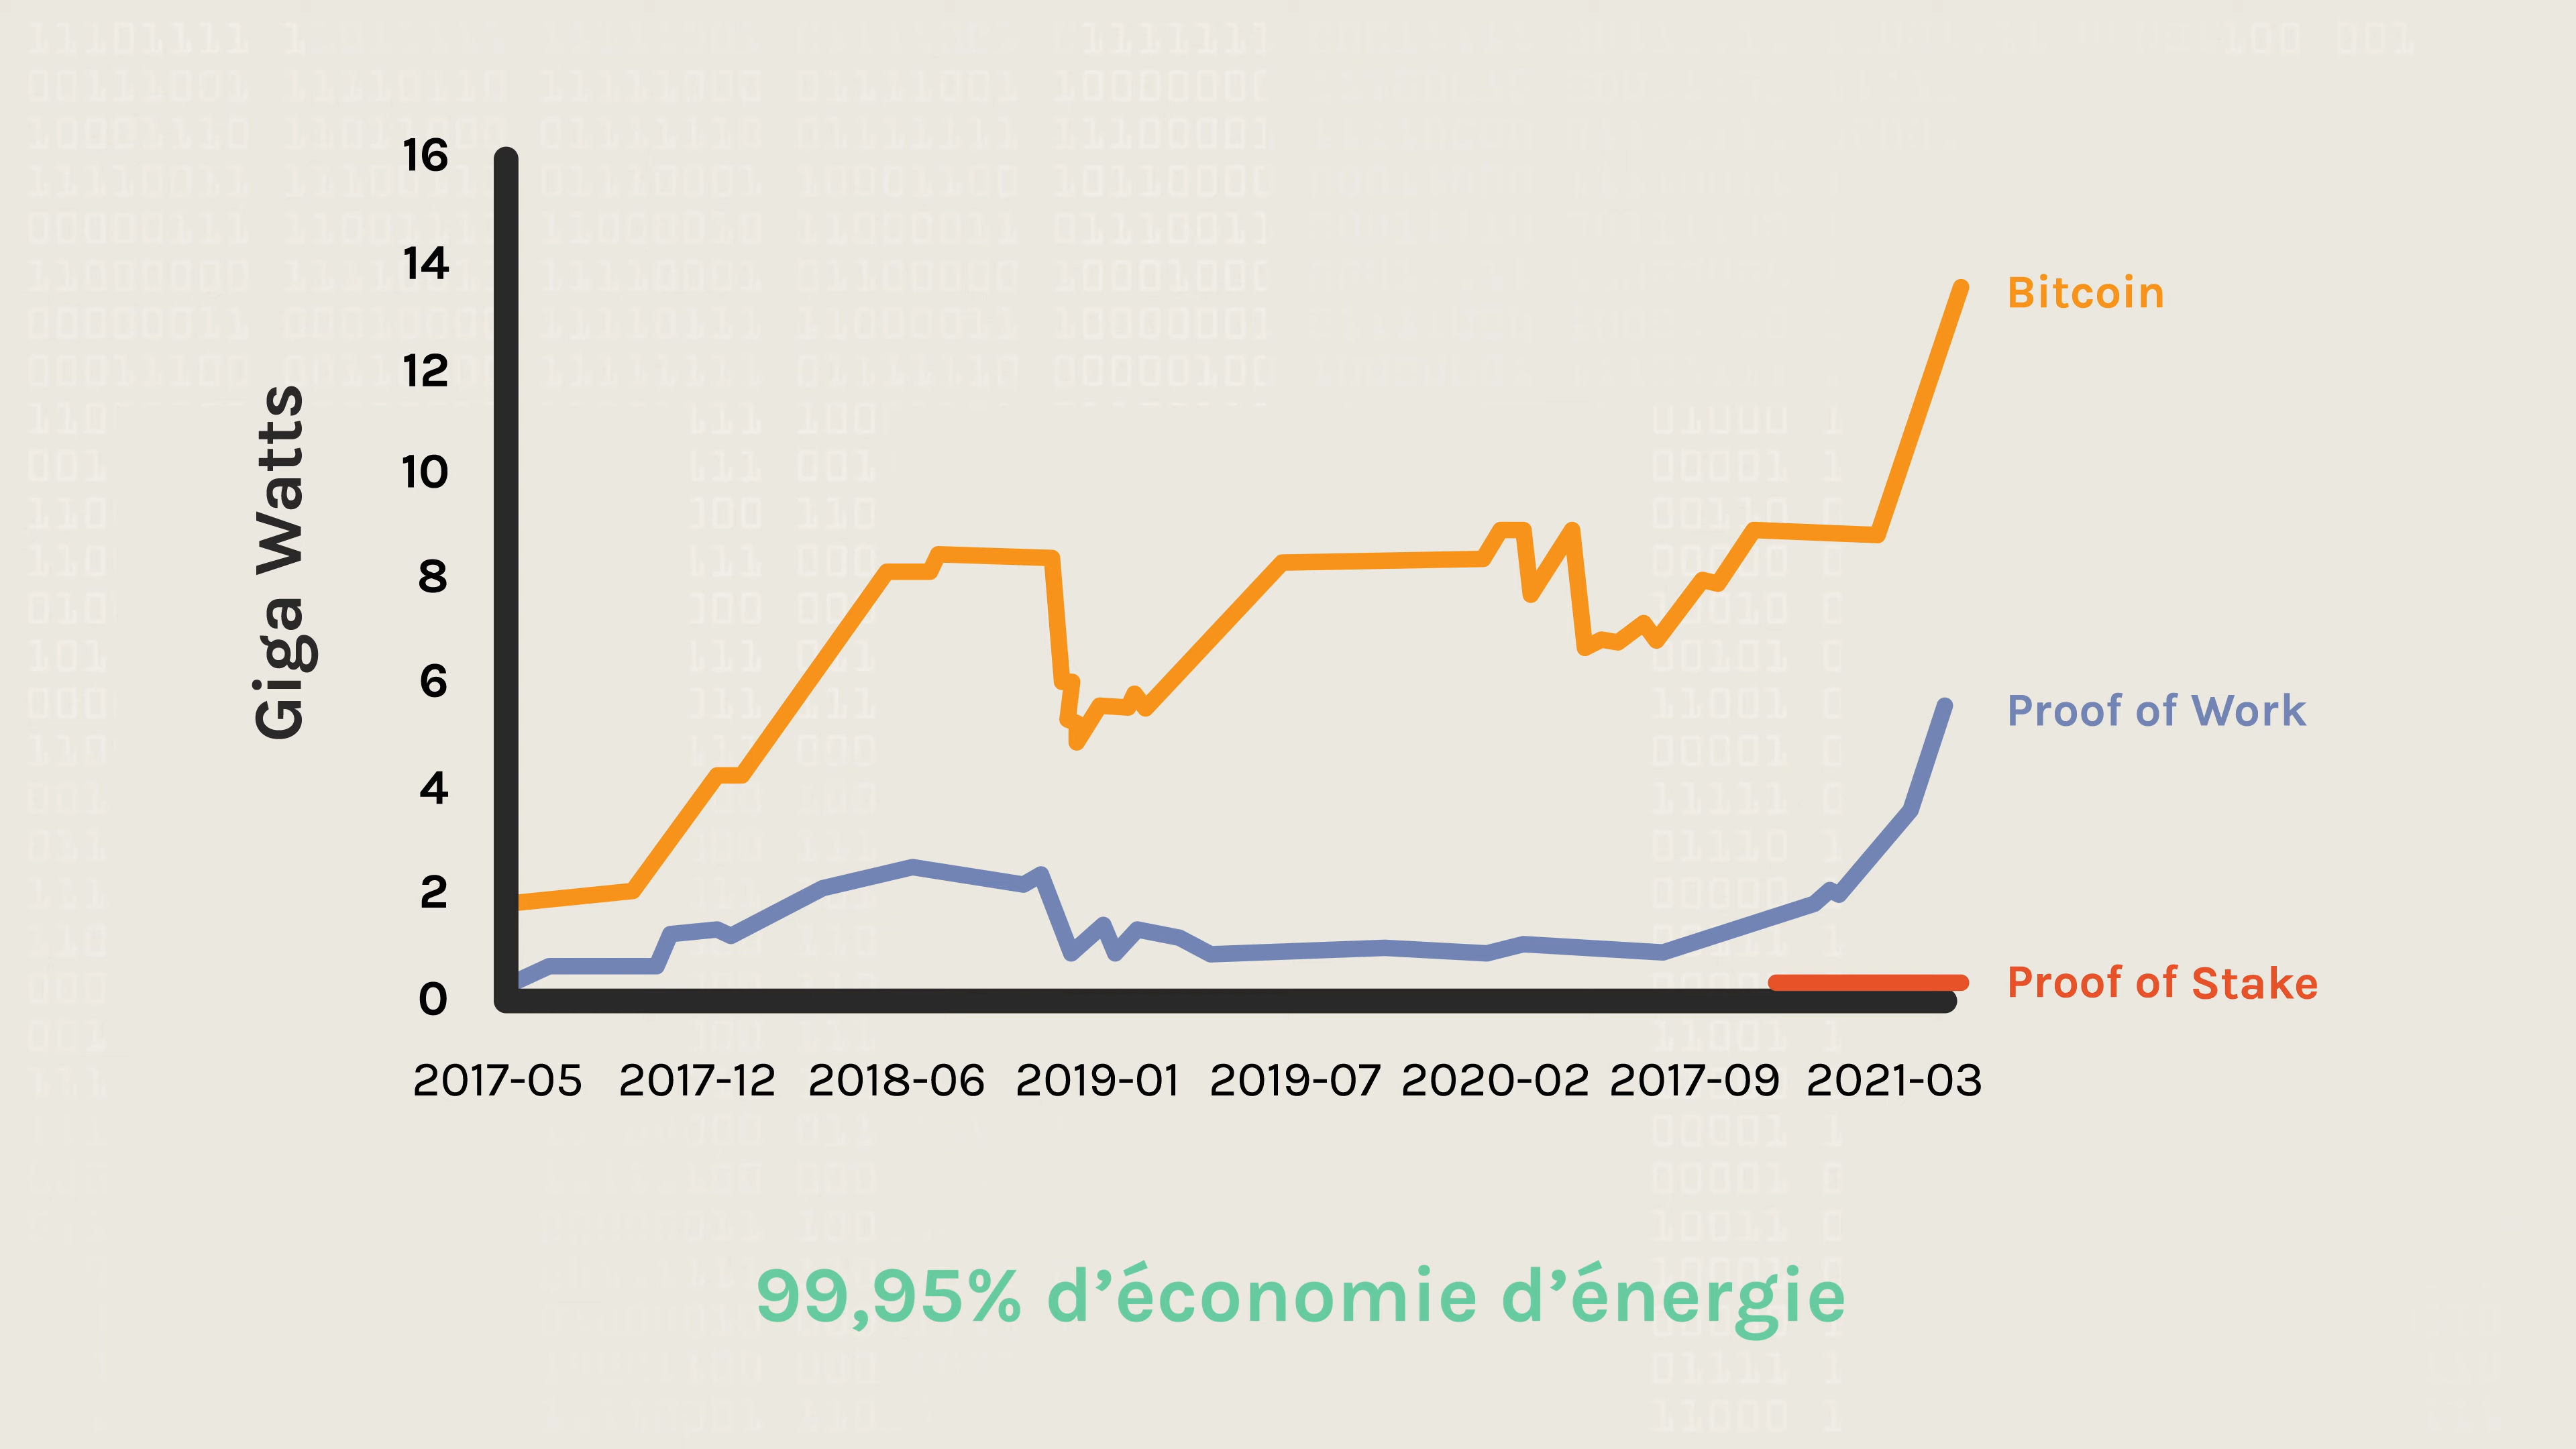 16
14
12
10
8
6
4
2
0
Giga Watts
Bitcoin
Proof of Work
Proof of Stake
2017-05 2017-12 2018-06 2019-01 2019-07 2020-02 2017-09 2021-03
99,95% d’économie d’énergie